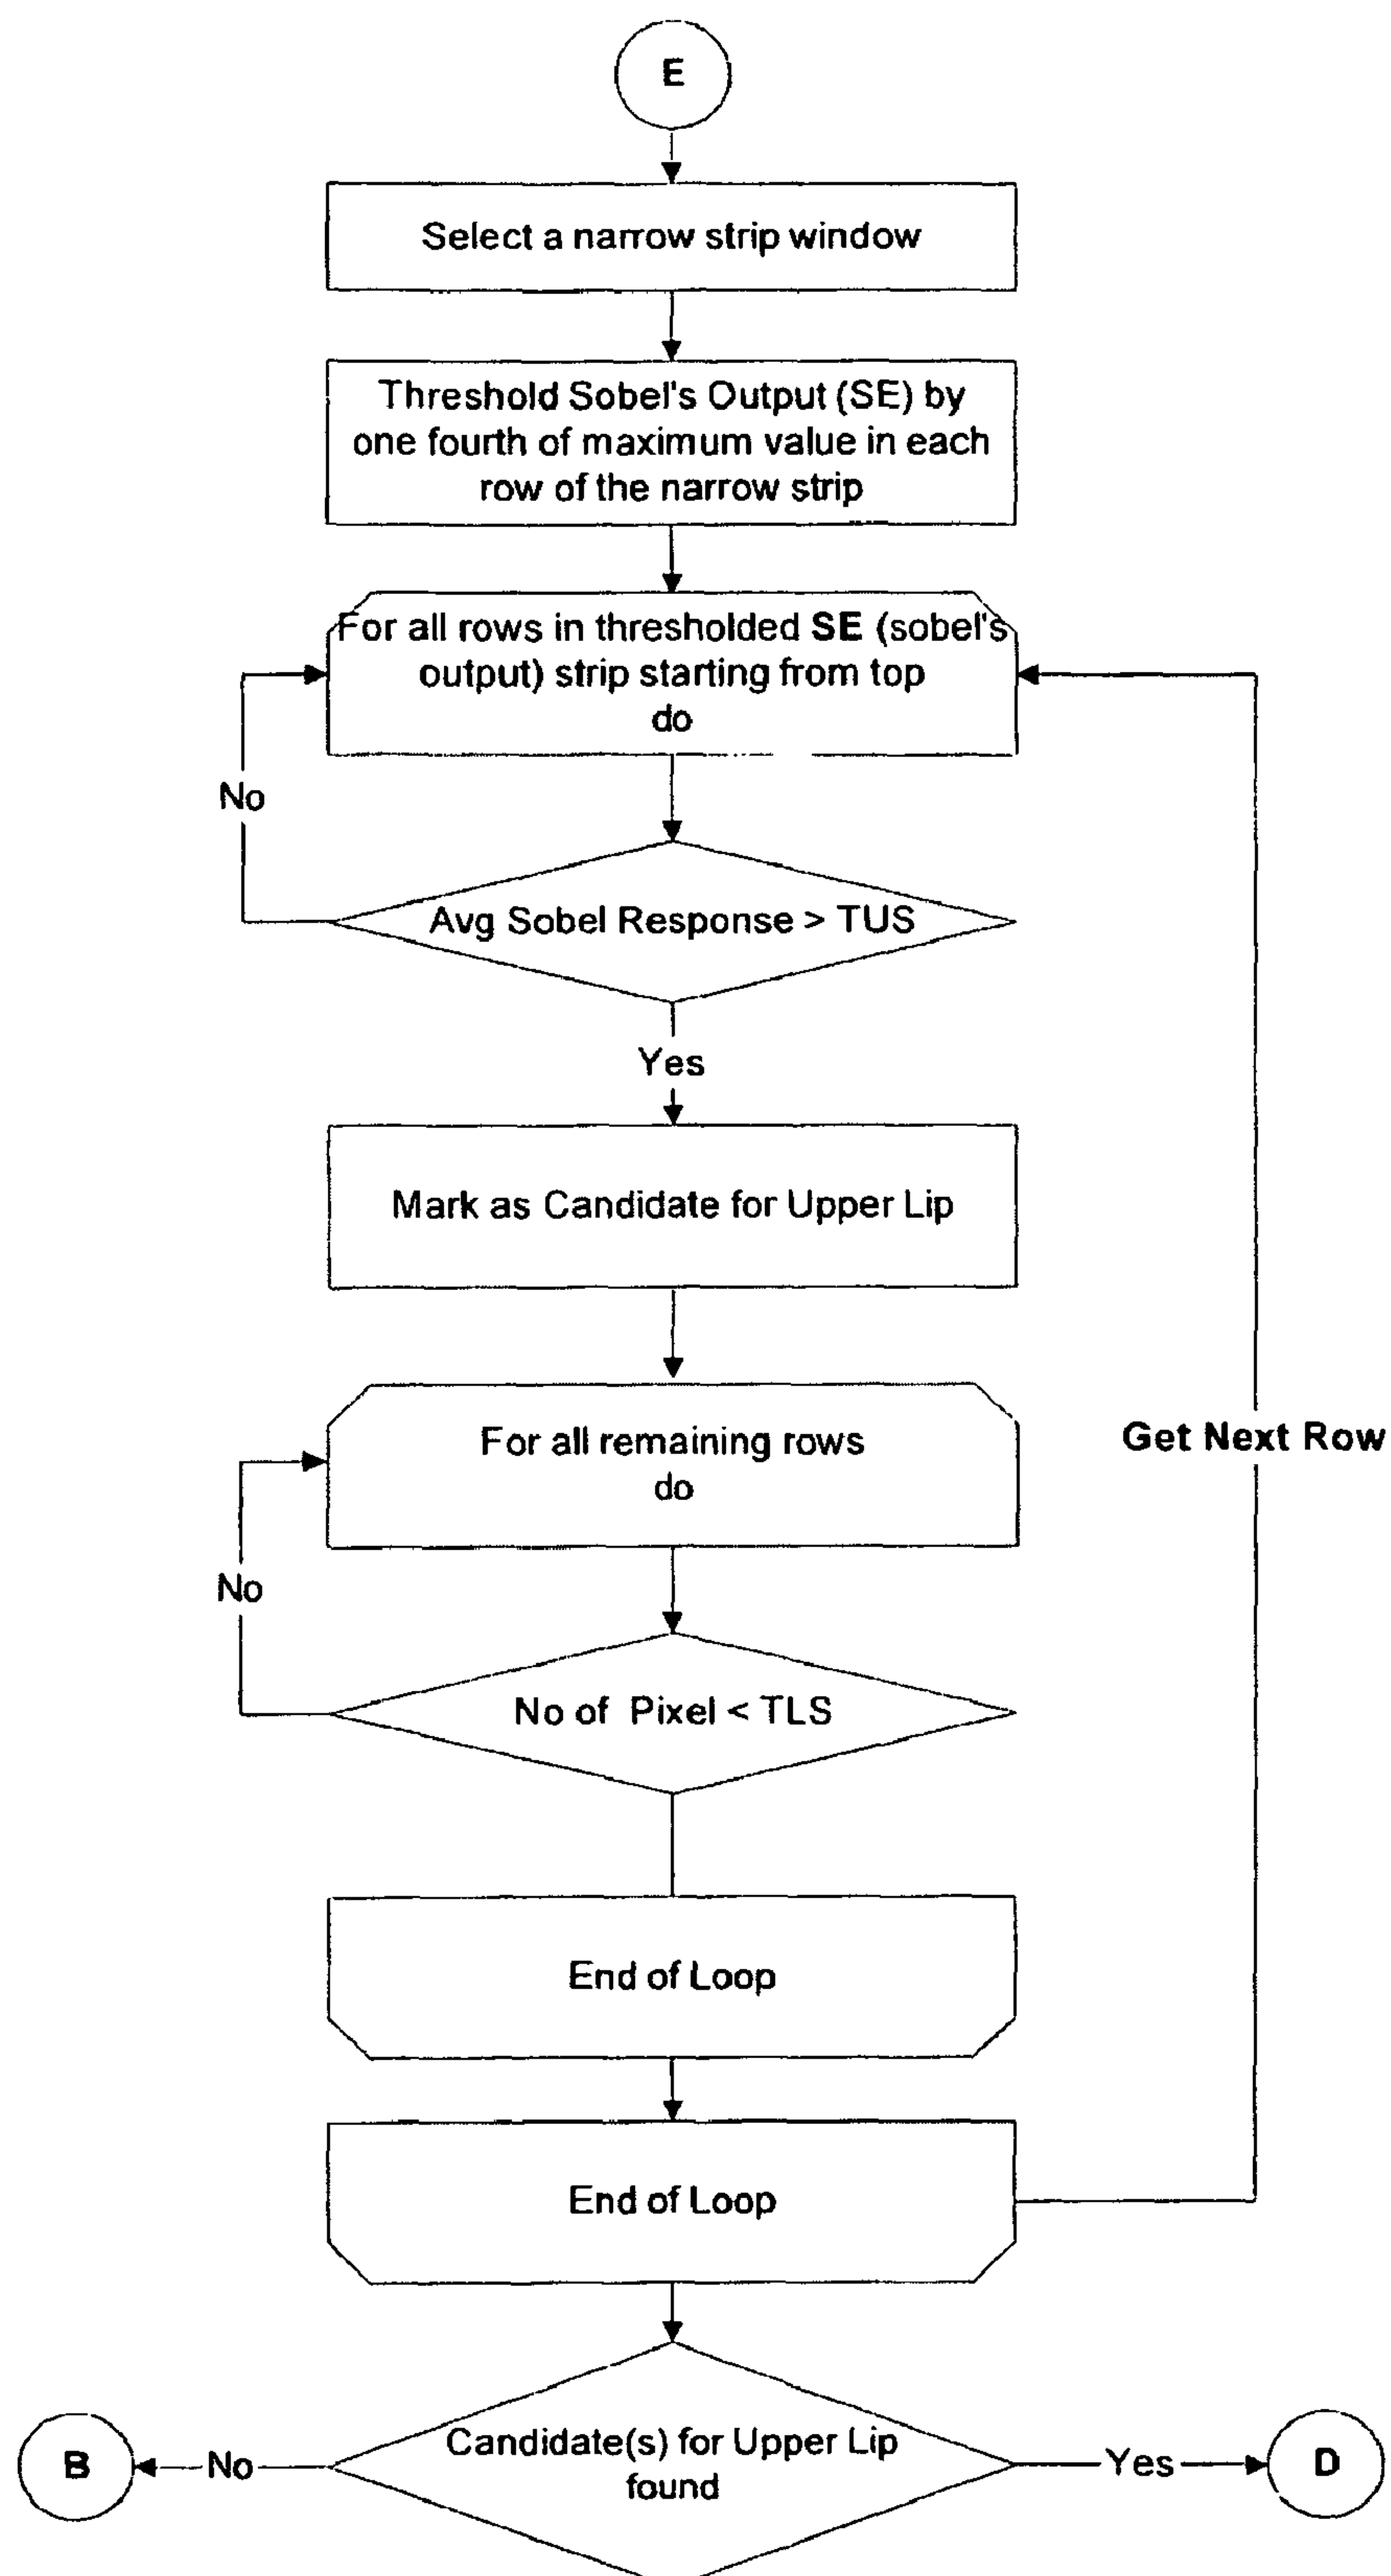 E
Select a narrow strip window
Threshold Sobel's Output (SE) by
one fourth of maximum value in each
row of the narrow strip
For all rows in thresholded SE (sobel's
output) strip starting from top
do
No
Avg Sobel Response > TUS
Yes
Mark as Candidate for Upper Lip
For all remaining rows
do
Get Next Row
No
No of Pixel < TLS
End of Loop
End of Loop
Candidate(s) for Upper Lip
found
B
No
Yes
D